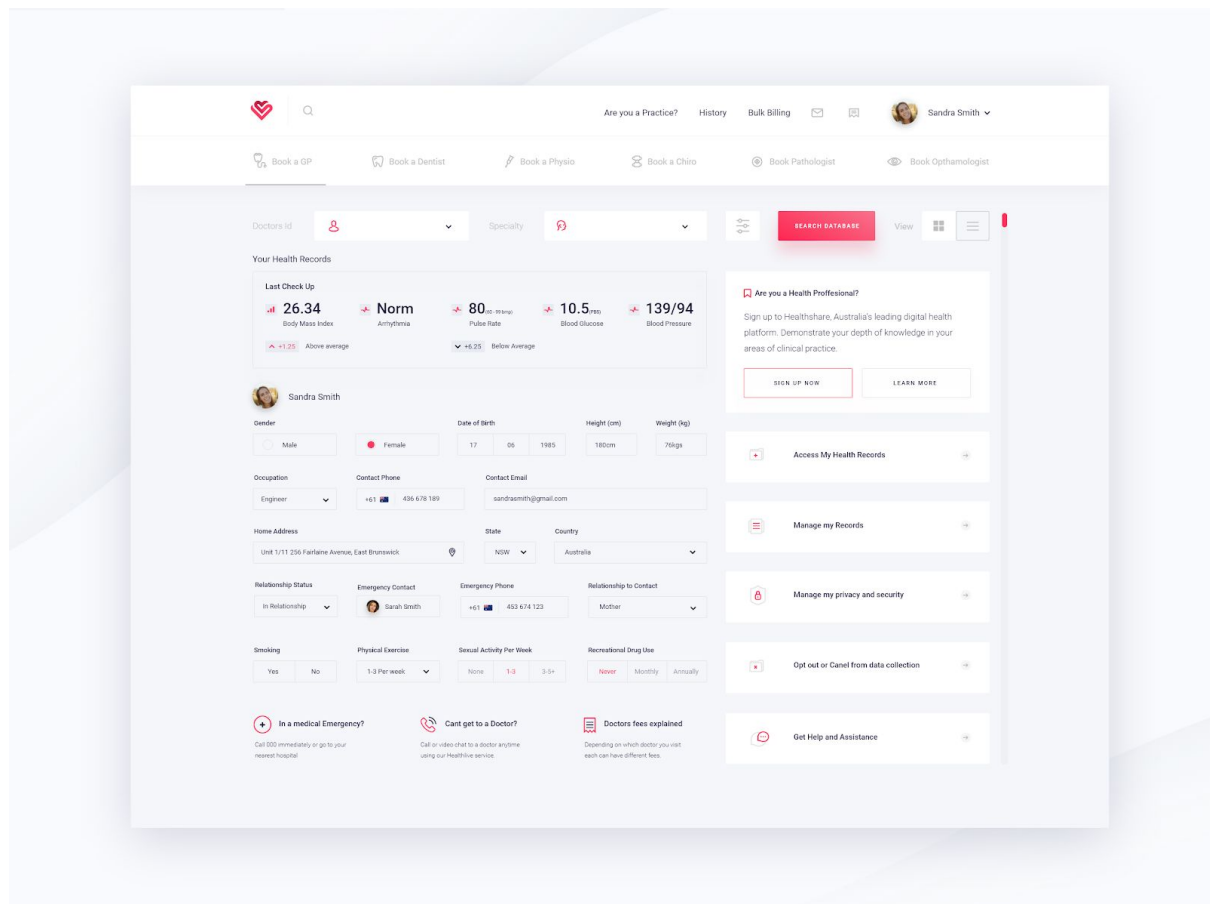 Are you a Practice? History Bulk Billing Sandra Smith
Book a GP Book a Dentist Book a Physio Book a Chiro Book Pathologist Book Opthamologist
Doctors Id Specialty SEARCH DATABASE View
Your Health Records
Last Check Up
26.34 Norm 80 10.5(FBS) 139/94
Body Mass Index Arrhythmia Pulse Rate Blood Glucose Blood Pressure
+1.25 Above average +6.25 Below Average
Sandra Smith
Gender Date of Birth Height (cm) Weight (kg)
Male Female 17 06 1985 180cm 76kgs
Occupation Contact Phone Contact Email
Engineer +61 436 678 189 sandrasmith@gmail.com
Home Address State Country
Unit 1/11 256 Fairlaine Avenue, East Brunswick NSW Australia
Relationship Status Emergency Contact Emergency Phone Relationship to Contact
In Relationship Sarah Smith +61 453 674 123 Mother
Smoking Physical Exercise Sexual Activity Per Week Recreational Drug Use
Yes No 1-3 Per week None 1-3 3-5+ Never Monthly Annually
In a medical Emergency?
Call 000 immediately or go to your
nearest hospital
Cant get to a Doctor?
Call or video chat to a doctor anytime
using our Healthlive service
Doctors fees explained
Depending on which doctor you visit
each can have different fees.
Are you a Health Proffesional?
Sign up to Healthshare, Australia's leading digital health
platform. Demonstrate your depth of knowledge in your
areas of clinical practice.
SIGN UP NOW LEARN MORE
Access My Health Records
Manage my Records
Manage my privacy and security
Opt out or Canel from data collection
Get Help and Assistance